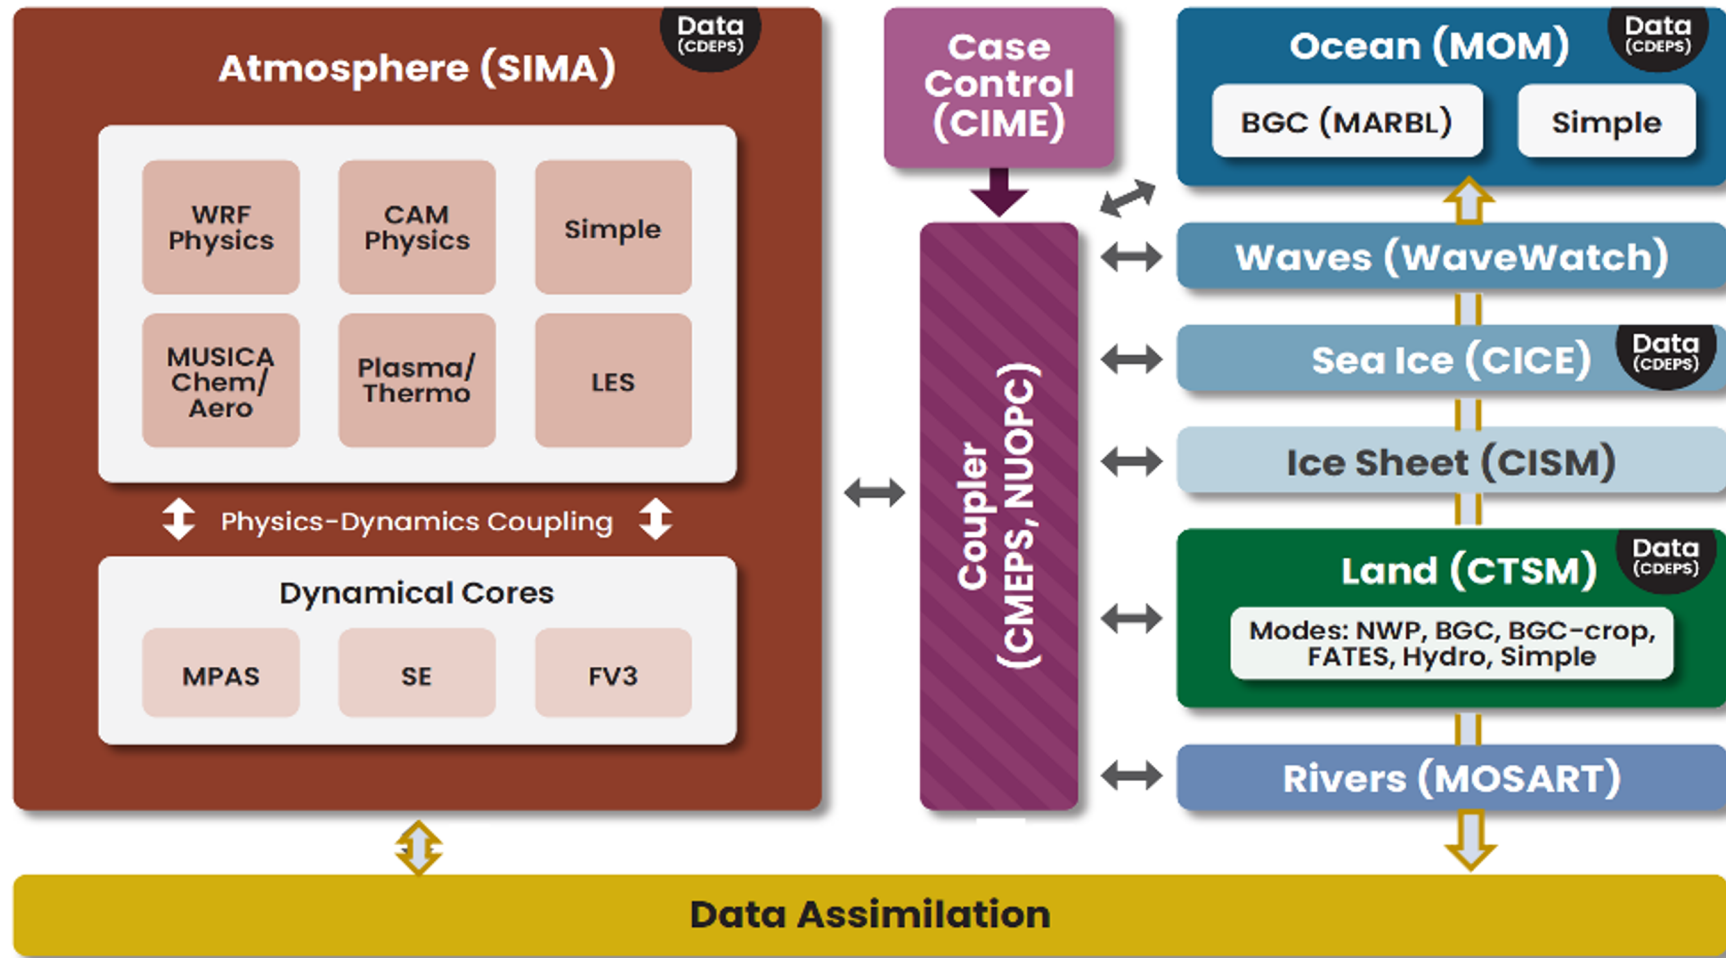 Data
(CDEPS)
Atmosphere (SIMA)
WRF
Physics
CAM
Physics
Simple
MUSICA
Chem/
Aero
Plasma/
Thermo
LES
Physics-Dynamics Coupling
Dynamical Cores
MPAS
SE
FV3
Case
Control
(CIME)
Coupler
(CMEPS, NUOPC)
Data
(CDEPS)
Ocean (MOM)
BGC (MARBL)
Simple
Waves (WaveWatch)
Sea Ice (CICE)
Data
(CDEPS)
Ice Sheet (CISM)
Land (CTSM)
Data
(CDEPS)
Modes: NWP, BGC, BGC-crop,
FATES, Hydro, Simple
Rivers (MOSART)
Data Assimilation